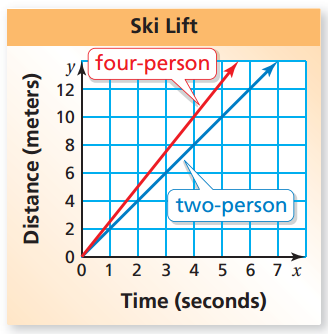 Ski Lift
y
four-person
12
10
8
6
4
2
0
two-person
0 1 2 3 4 5 6 7 x
Distance (meters)
Time (seconds)